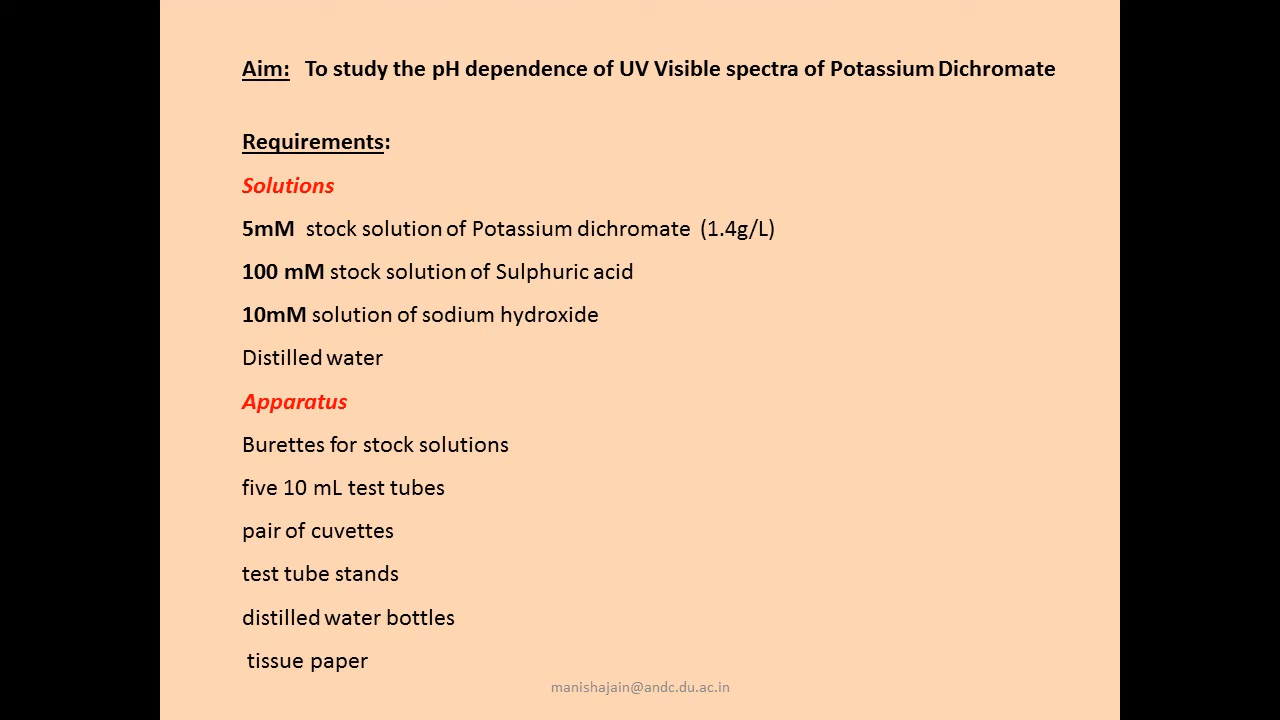 Aim: To study the pH dependence of UV Visible spectra of Potassium Dichromate
Requirements:
Solutions
5mM stock solution of Potassium dichromate (1.4g/L)
100 mM stock solution of Sulphuric acid
10mM solution of sodium hydroxide
Distilled water
Apparatus
Burettes for stock solutions
five 10 mL test tubes
pair of cuvettes
test tube stands
distilled water bottles
tissue paper
manishajain@andc.du.ac.in